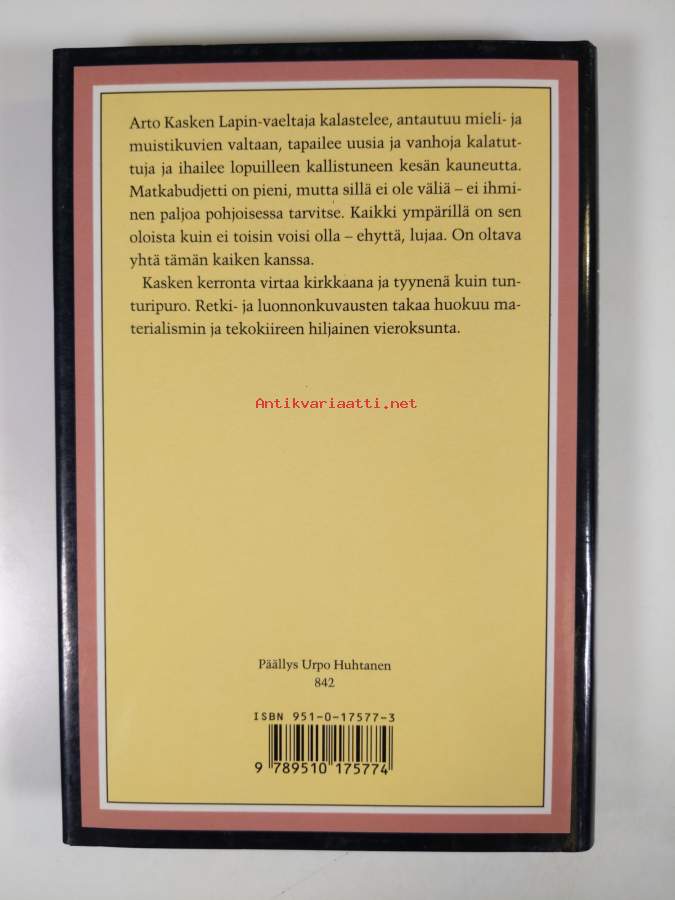 Arto Kasken Lapin-vaeltaja kalastelee, antautuu mieli- ja
muistikuvien valtaan, tapailee uusia ja vanhoja kalatut-
tuja ja ihailee lopuilleen kallistuneen kesän kauneutta.
Matkabudjetti on pieni, mutta sillä ei ole väliä – ei ihmi-
nen paljoa pohjoisessa tarvitse. Kaikki ympärillä on sen
oloista kuin ei toisin voisi olla – ehyttä, lujaa. On oltava
yhtä tämän kaiken kanssa.
Kasken kerronta virtaa kirkkaana ja tyynenä kuin tun-
turipuro. Retki- ja luonnonkuvausten takaa huokuu ma-
terialismin ja tekokiireen hiljainen vieroksunta.
Antikvariaatti.net
Päällys Urpo Huhtanen
842
ISBN 951-0-17577-3
9 789510 175774